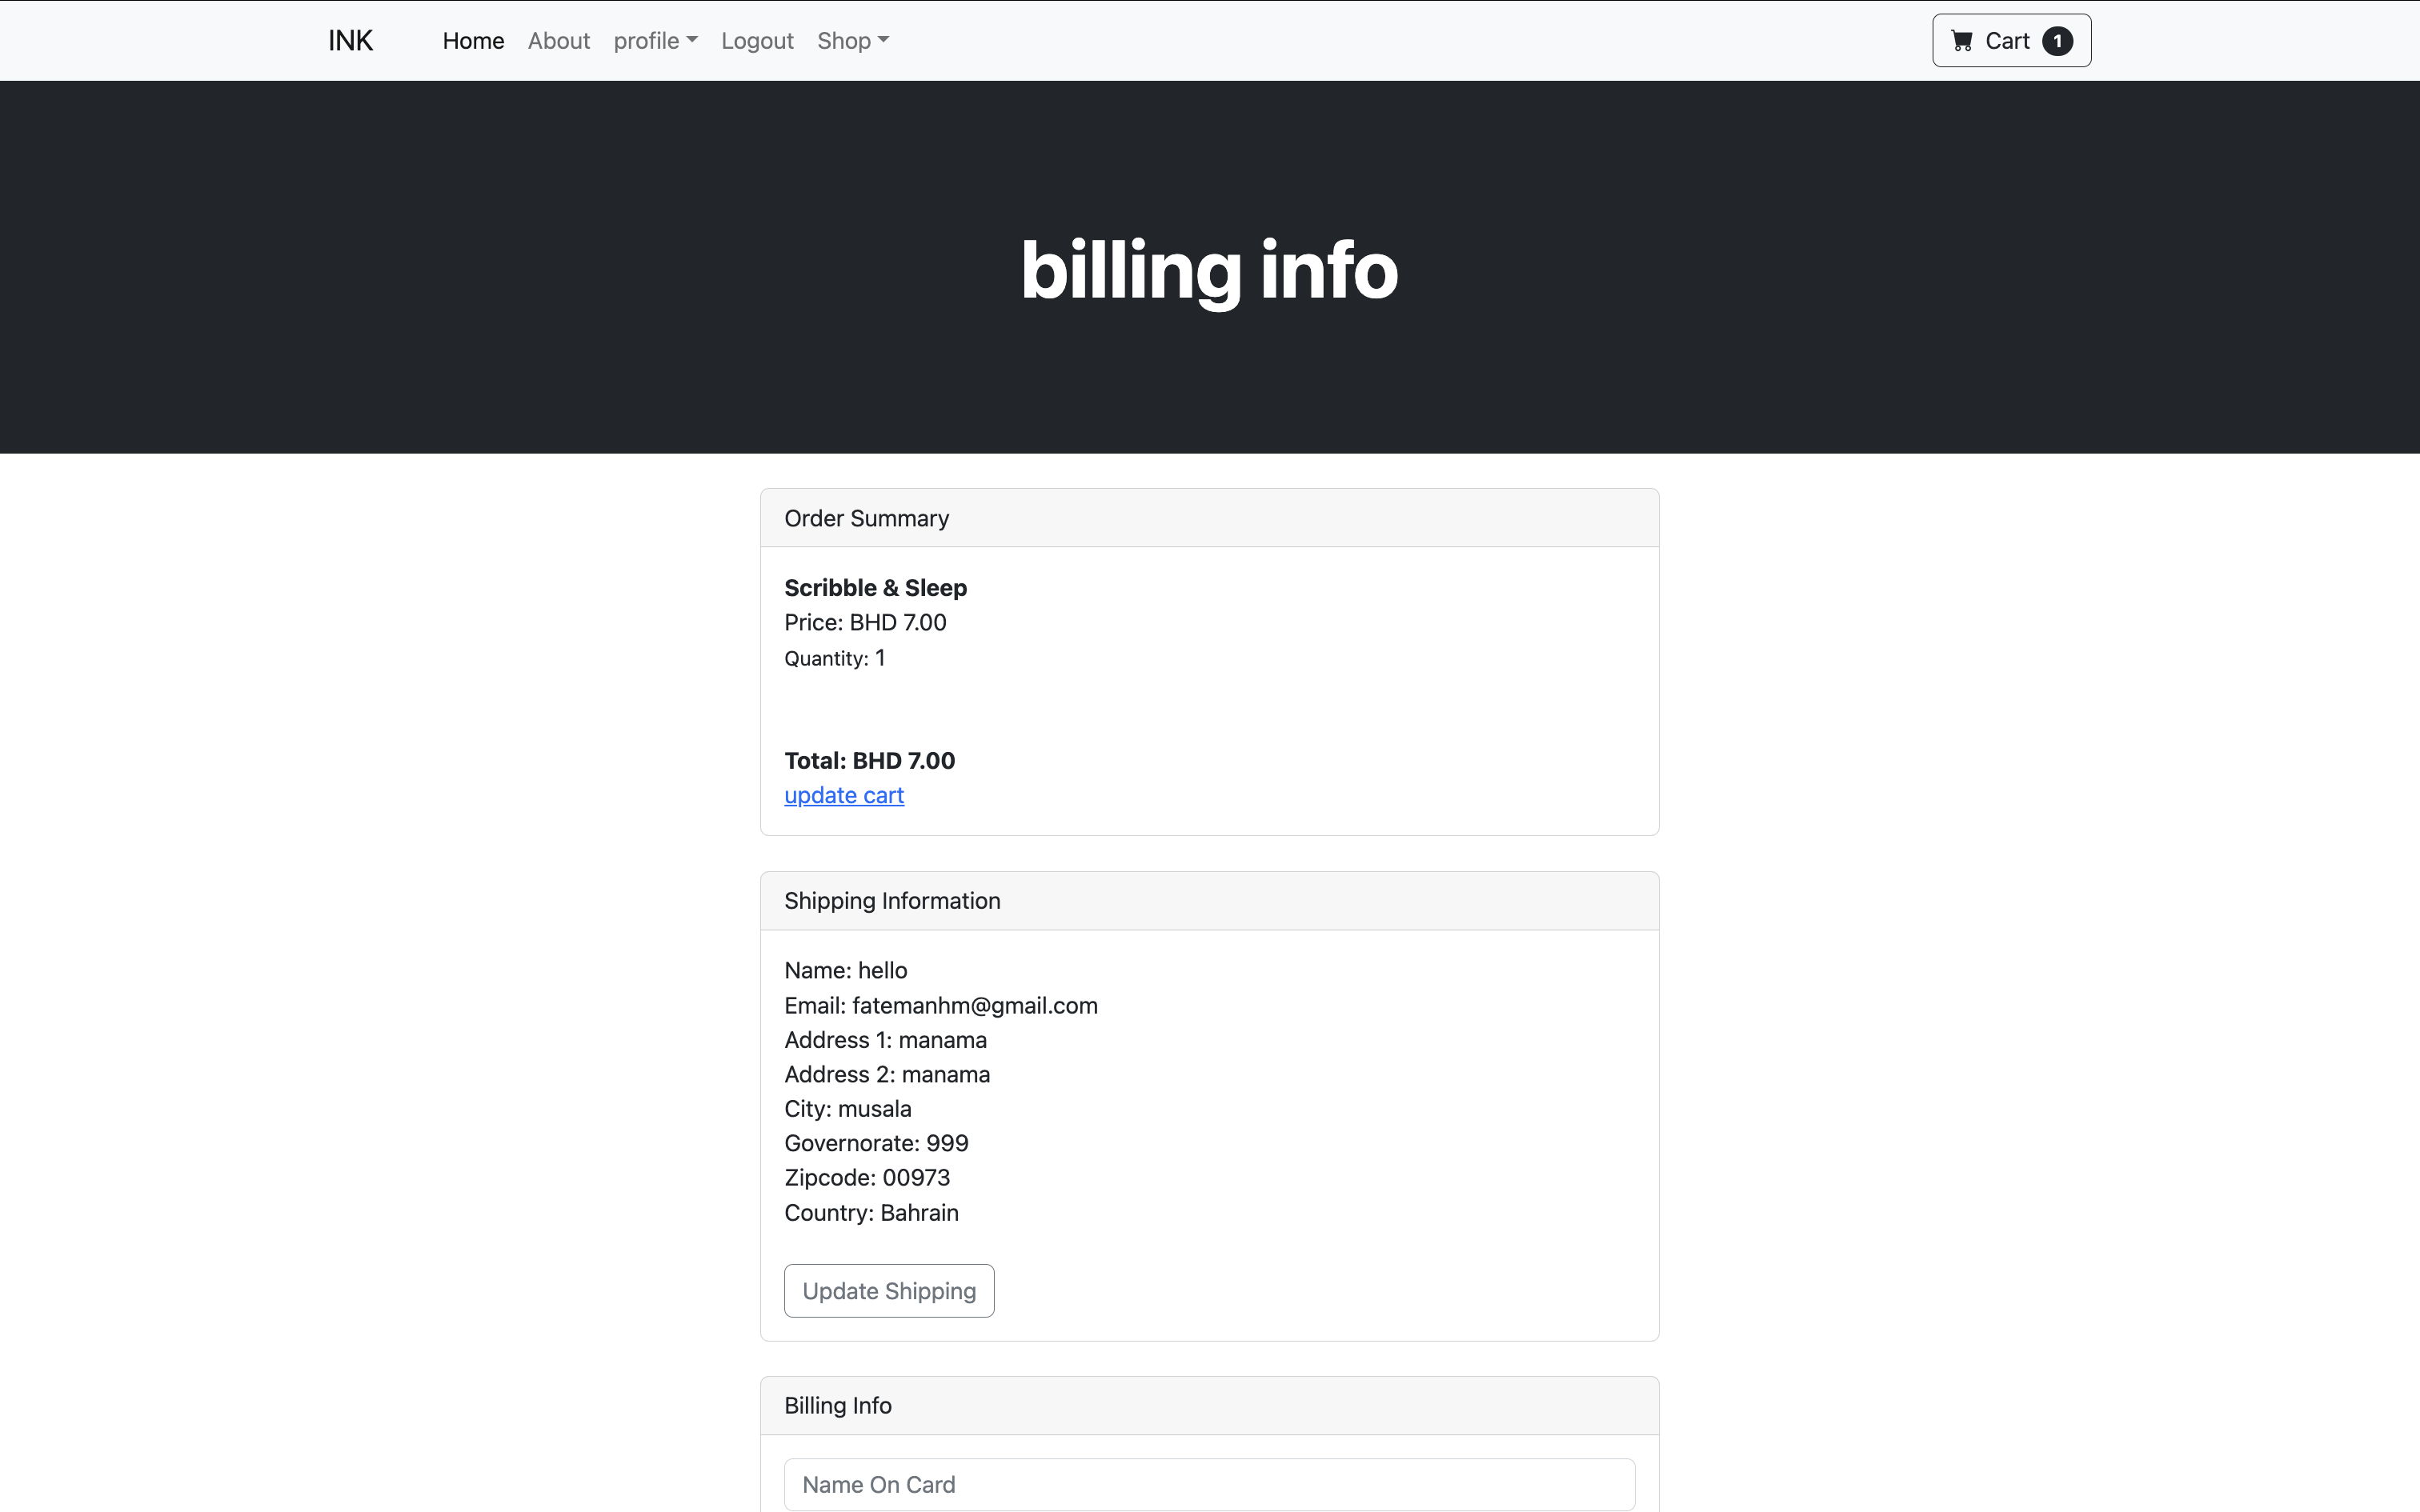 INK Home About profile Logout Shop Cart 1
billing info
Order Summary
Scribble & Sleep
Price: BHD 7.00
Quantity: 1
Total: BHD 7.00
update cart
Shipping Information
Name: hello
Email: fatemanhm@gmail.com
Address 1: manama
Address 2: manama
City: musala
Governorate: 999
Zipcode: 00973
Country: Bahrain
Update Shipping
Billing Info
Name On Card